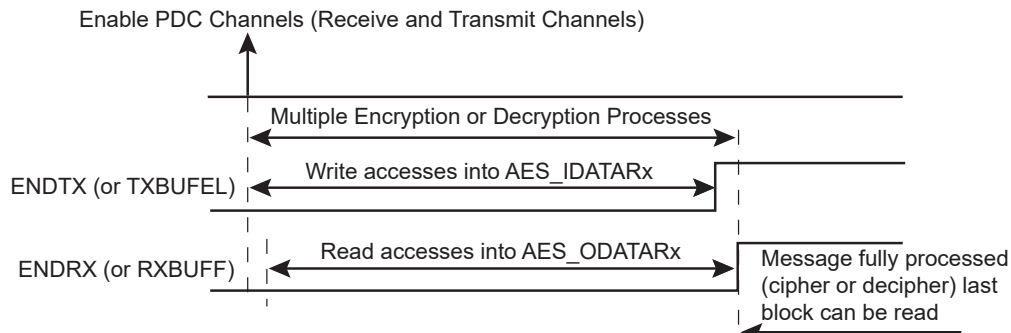 Enable PDC Channels (Receive and Transmit Channels)
Multiple Encryption or Decryption Processes
ENDTX (or TXBUFEL)
Write accesses into AES_IDATARx
ENDRX (or RXBUFF)
Read accesses into AES_ODATARx
Message fully processed
(cipher or decipher) last
block can be read